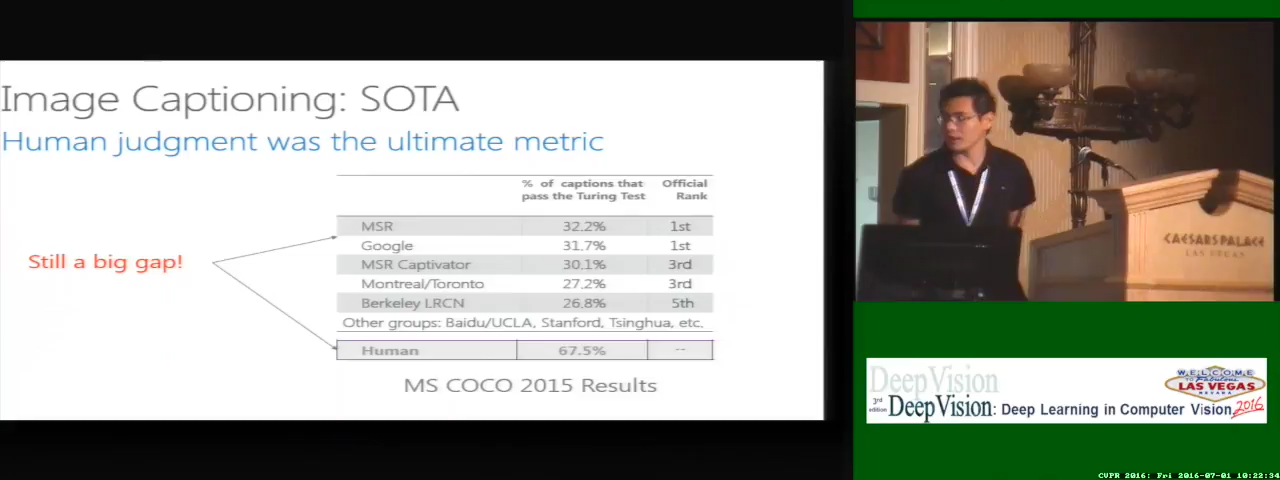 Image Captioning: SOTA
Human judgment was the ultimate metric
% of captions that pass the Turing Test Official Rank
MSR 32.2% 1st
Google 31.7% 1st
MSR Captivator 30.1% 3rd
Montreal/Toronto 27.2% 3rd
Berkeley LRCN 26.8% 5th
Other groups: Baidu/UCLA, Stanford, Tsinghua, etc.
Human 67.5% --
Still a big gap!
MS COCO 2015 Results
CAESARS PALACE
LAS VEGAS
DeepVision
3rd edition DeepVision: Deep Learning in Computer Vision 2016
WELCOME
TO Fabulous
LAS VEGAS
NEVADA
CVPR 2016: Fri 2016-07-01 10:22:34